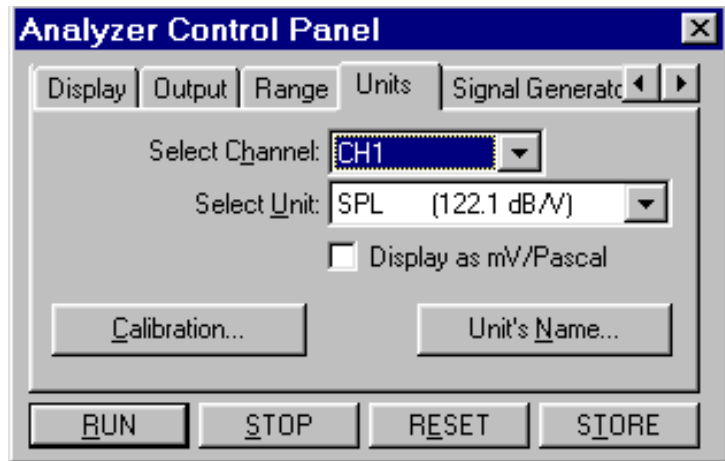 Analyzer Control Panel
Display Output Range Units Signal Generato
Select Channel: CH1
Select Unit: SPL (122.1 dB/V)
Display as mV/Pascal
Calibration... Unit's Name...
RUN STOP RESET STORE